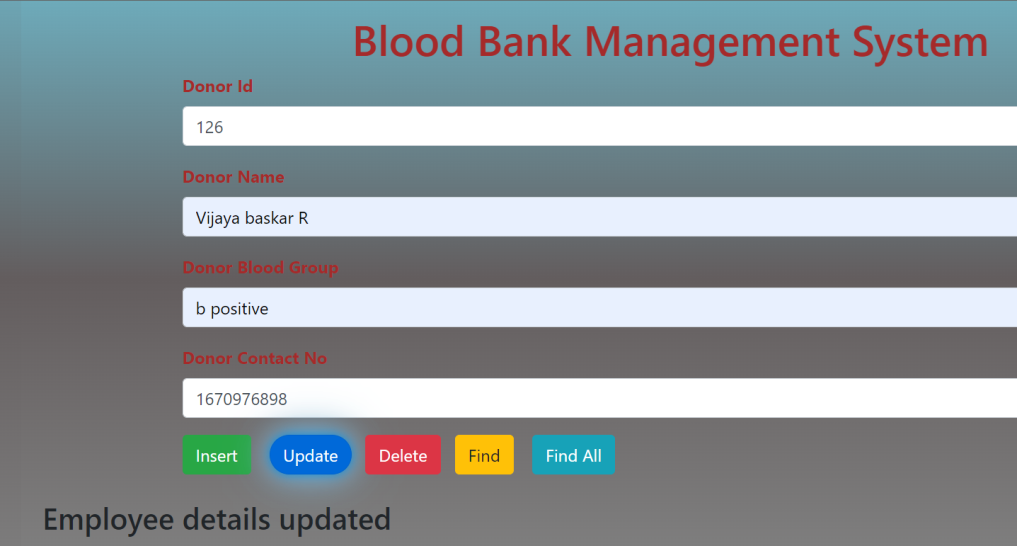 Blood Bank Management System
Donor Id
126
Donor Name
Vijaya baskar R
Donor Blood Group
b positive
Donor Contact No
1670976898
Insert Update Delete Find Find All
Employee details updated